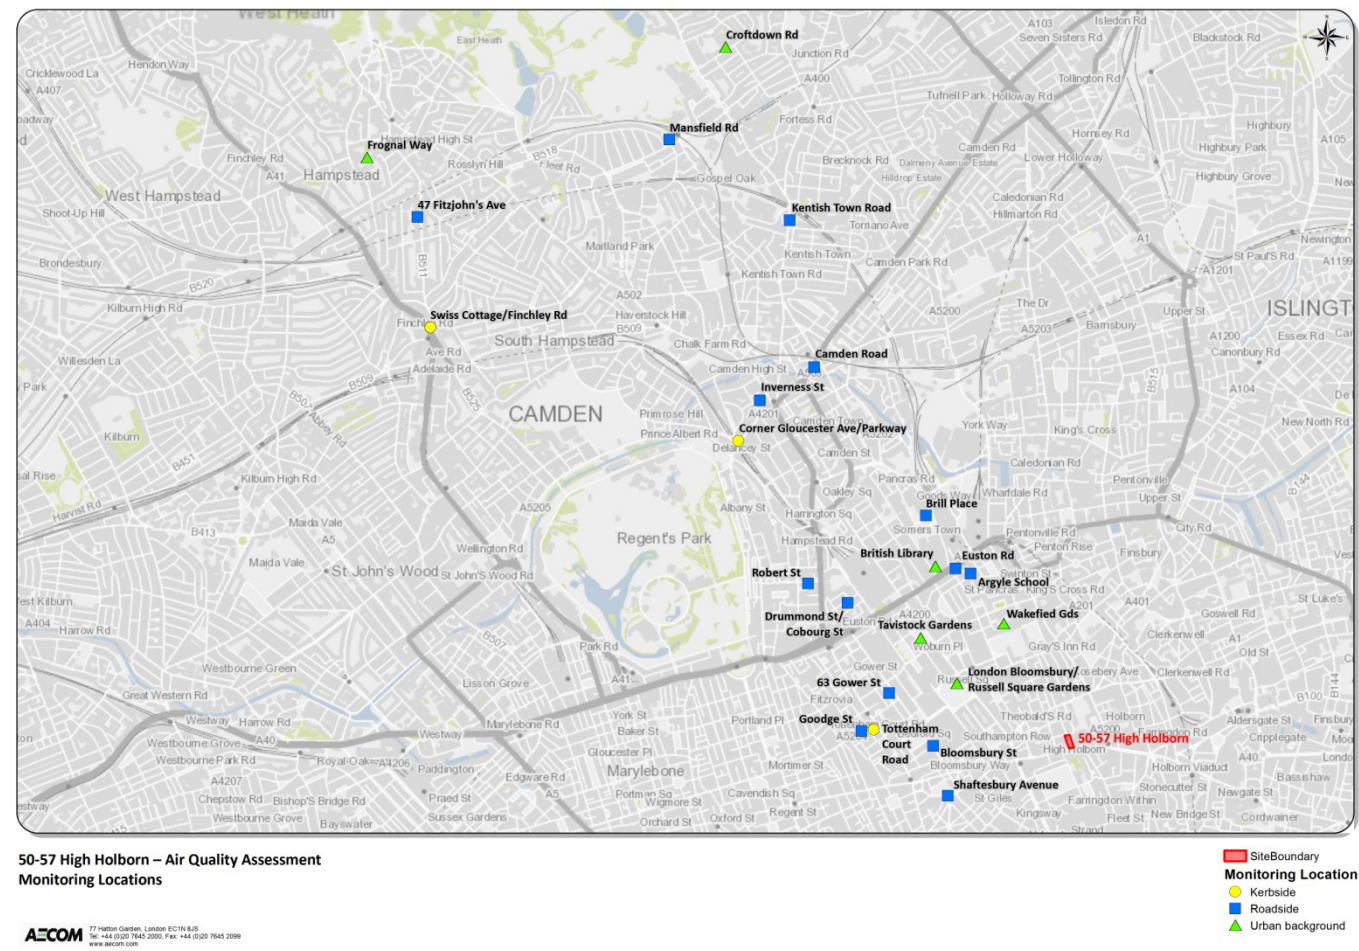 West Heath
East Heath
Croftdown Rd
Junction Rd
A103
Isledon Rd
Seven Sisters Rd
Blackstock Rd
N
W
E
S
Hendon Way
Cricklewood La
A407
A400
Tollington Rd
Tufnell Park
Holloway Rd
Fortess Rd
Mansfield Rd
Hornsey Rd
Highbury
A105
Hampstead High St
Frognal Way
Finchley Rd
Rosslyn Hill
B518
Fleet Rd
Brecknock Rd
Camden Rd
Dalmeny Avenue Estate
Lower Holloway
Highbury Park
A41
Hampstead
Gospel Oak
Hilldrop Estate
Highbury Grove
West Hampstead
47 Fitzjohn's Ave
Kentish Town Road
Caledonian Rd
Hillmarton Rd
Shoot-Up Hill
Torriano Ave
Maitland Park
A1
Newington
Brondesbury
B511
Kentish Town
Camden Park Rd
St Paul'S Rd
A1199
Kentish Town Rd
A1201
B520
A502
The Dr
Kilburn High Rd
Swiss Cottage/Finchley Rd
Haverstock Hill
A5200
Upper St
ISLINGT
B509
A5203
Barnsbury
South Hampstead
Chalk Farm Rd
A1200
Essex Rd
Ave Rd
Camden Road
Canonbury Rd
Willesden La
Adelaide Rd
Camden High St
B509
B515
Park
Inverness St
A104
B525
Abbey Rd
CAMDEN
Primrose Hill
A4201
Camden Town
York Way
New North Rd
Kilburn
Prince Albert Rd
Corner Gloucester Ave/Parkway
King's Cross
Delancey St
Camden St
B451
Caledonian Rd
Kilburn High Rd
Pancras Rd
Pentonville
Oakley Sq
Goods Way
Wharfdale Rd
Upper St
B144
Harvist Rd
A5205
Albany St
Harrington Sq
Brill Place
Maida Vale
City Rd
B413
A5
Regent's Park
Hampstead Rd
Somers Town
Pentonville Rd
Penton Rise
Finsbury
Wellington Rd
British Library
Euston Rd
Maida Vale
St John's Wood
St John's Wood Rd
Robert St
Swinton St
Argyle School
St Pancras
King's Cross Rd
St Luke's
A404
Drummond St/
Cobourg St
A4200
Wakefied Gds
A201
A401
Goswell Rd
Harrow Rd
Tavistock Gardens
B507
Park Rd
Woburn Pl
Gray'S Inn Rd
Clerkenwell
A1
Old St
Westbourne Green
Gower St
London Bloomsbury/
Russell Square Gardens
Rosebery Ave
Clerkenwell Rd
A41
Lisson Grove
63 Gower St
Great Western Rd
Fitzrovia
B100
B144
Theobald'S Rd
Holborn
Westway
Harrow Rd
Marylebone Rd
York St
Portland Pl
Goodge St
Tottenham
Court
Road
Aldersgate St
Finsbury
Baker St
Southampton Row
A5200
50-57 High Holborn
Cripplegate
Westbourne Grove
Gloucester Pl
Bloomsbury St
High Holborn
Westbourne Park Rd
Royal Oak
A4206
Marylebone
Mortimer St
Bloomsbury Way
Holborn Viaduct
A40
A4207
Paddington
Edgware Rd
Shaftesbury Avenue
Stonecutter St
Bassishaw
Chepstow Rd
Bishop's Bridge Rd
Praed St
A5
Portman Sq
Wigmore St
Cavendish Sq
St Giles
Farringdon Within
Newgate St
Westbourne Grove
Bayswater
Sussex Gardens
Orchard St
Oxford St
Regent St
Kingsway
Fleet St
New Bridge St
Cordwainer
Strand
50-57 High Holborn – Air Quality Assessment
Monitoring Locations
SiteBoundary
Monitoring Location
Kerbside
Roadside
Urban background
AECOM
77 Hatton Garden, London EC1N 8JS
Tel: +44 (0)20 7645 2000, Fax: +44 (0)20 7645 2099
www.aecom.com